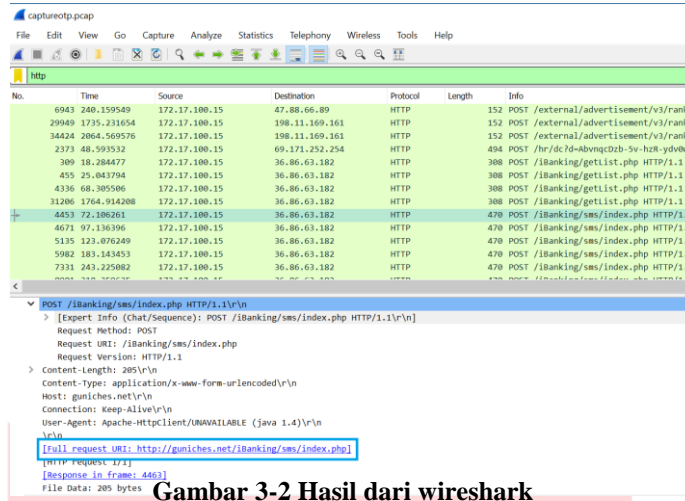 captureotp.pcap
File Edit View Go Capture Analyze Statistics Telephony Wireless Tools Help
http
No. Time Source Destination Protocol Length Info
6943 240.159549 172.17.100.15 47.88.66.89 HTTP 152 POST /external/advertisement/v3/rank
29949 1735.231654 172.17.100.15 198.11.169.161 HTTP 152 POST /external/advertisement/v3/rank
34424 2064.569576 172.17.100.15 198.11.169.161 HTTP 152 POST /external/advertisement/v3/rank
2373 48.593532 172.17.100.15 69.171.252.254 HTTP 494 POST /hr/dc?d=AbvnqcDzb-5v-hzR-ydv0w
309 18.284477 172.17.100.15 36.86.63.182 HTTP 308 POST /iBanking/getList.php HTTP/1.1
455 25.043794 172.17.100.15 36.86.63.182 HTTP 308 POST /iBanking/getList.php HTTP/1.1
4336 68.305506 172.17.100.15 36.86.63.182 HTTP 308 POST /iBanking/getList.php HTTP/1.1
31206 1764.914208 172.17.100.15 36.86.63.182 HTTP 308 POST /iBanking/getList.php HTTP/1.1
4453 72.106261 172.17.100.15 36.86.63.182 HTTP 470 POST /iBanking/sms/index.php HTTP/1.
4671 97.136396 172.17.100.15 36.86.63.182 HTTP 470 POST /iBanking/sms/index.php HTTP/1.
5135 123.076249 172.17.100.15 36.86.63.182 HTTP 470 POST /iBanking/sms/index.php HTTP/1.
5982 183.143453 172.17.100.15 36.86.63.182 HTTP 470 POST /iBanking/sms/index.php HTTP/1.
7331 243.225082 172.17.100.15 36.86.63.182 HTTP 470 POST /iBanking/sms/index.php HTTP/1.
POST /iBanking/sms/index.php HTTP/1.1\r\n
[Expert Info (Chat/Sequence): POST /iBanking/sms/index.php HTTP/1.1\r\n]
Request Method: POST
Request URI: /iBanking/sms/index.php
Request Version: HTTP/1.1
Content-Length: 205\r\n
Content-Type: application/x-www-form-urlencoded\r\n
Host: guniches.net\r\n
Connection: Keep-Alive\r\n
User-Agent: Apache-HttpClient/UNAVAILABLE (java 1.4)\r\n
\r\n
[Full request URI: http://guniches.net/iBanking/sms/index.php]
[HTTP request 1/1]
[Response in frame: 4463]
File Data: 205 bytes
Gambar 3-2 Hasil dari wireshark